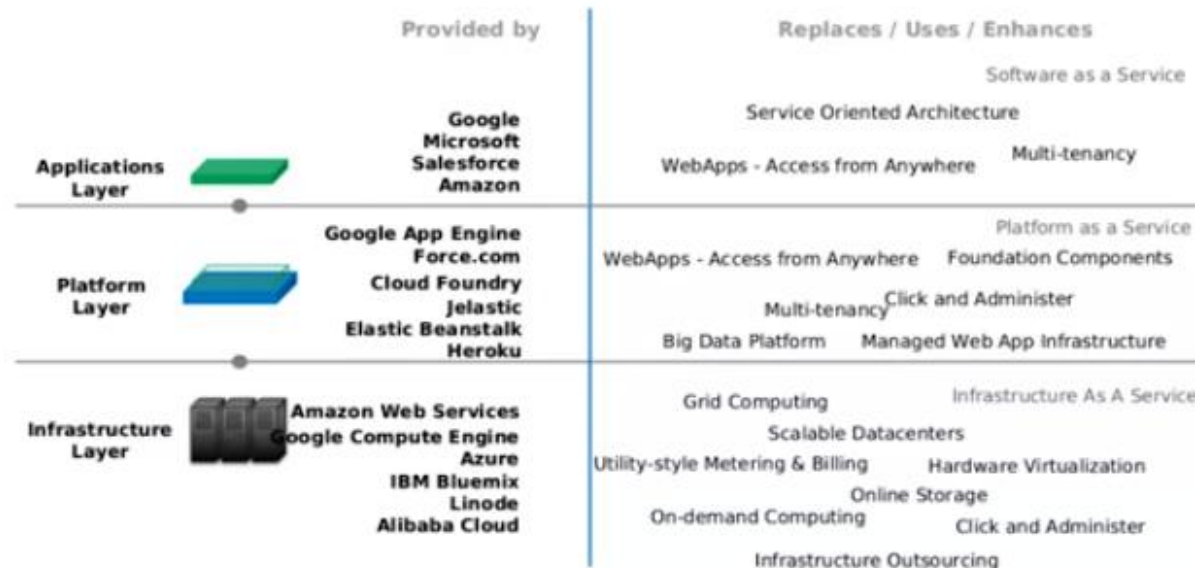 Provided by
Replaces / Uses / Enhances
Applications
Layer
Google
Microsoft
Salesforce
Amazon
Software as a Service
Service Oriented Architecture
WebApps - Access from Anywhere
Multi-tenancy
Platform
Layer
Google App Engine
Force.com
Cloud Foundry
Jelastic
Elastic Beanstalk
Heroku
Platform as a Service
WebApps - Access from Anywhere
Foundation Components
Multi-tenancy
Click and Administer
Big Data Platform
Managed Web App Infrastructure
Infrastructure
Layer
Amazon Web Services
Google Compute Engine
Azure
IBM Bluemix
Linode
Alibaba Cloud
Infrastructure As A Service
Grid Computing
Scalable Datacenters
Utility-style Metering & Billing
Hardware Virtualization
Online Storage
On-demand Computing
Click and Administer
Infrastructure Outsourcing